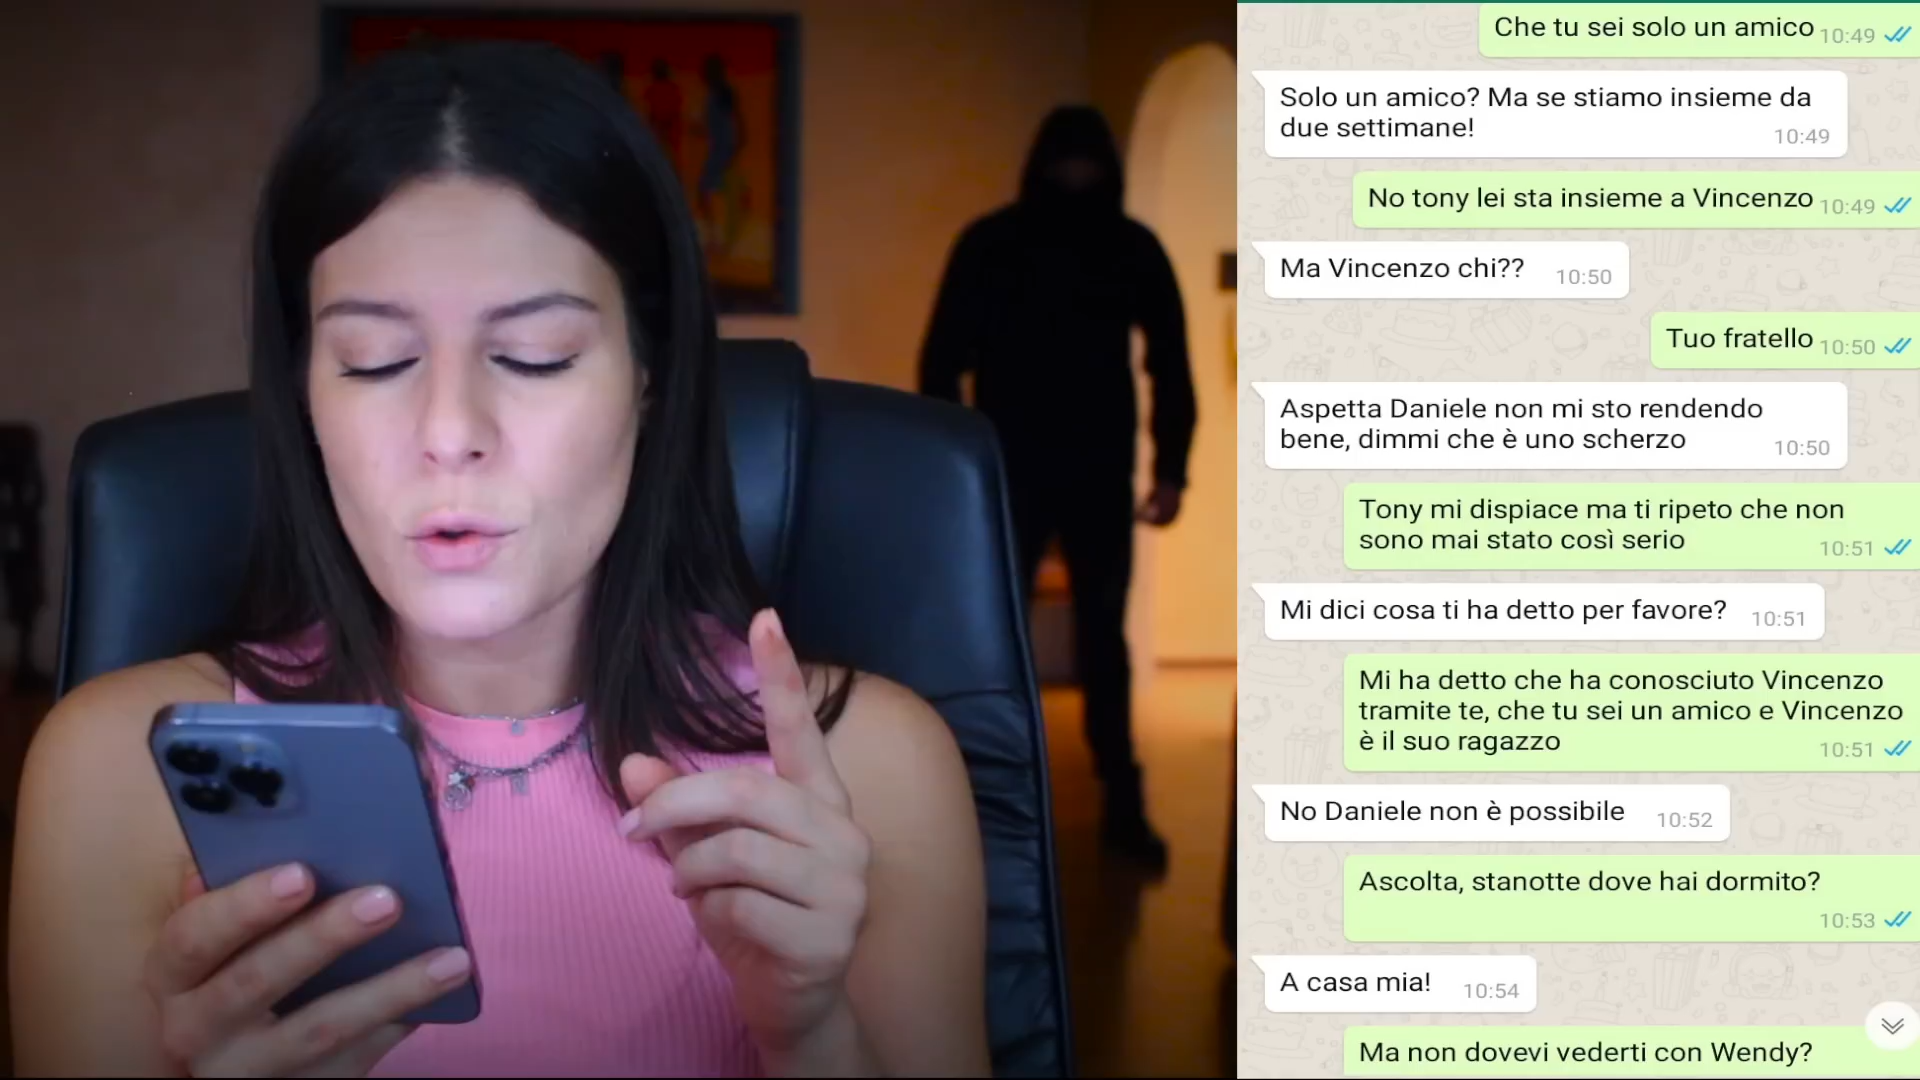 Che tu sei solo un amico 10:49
Solo un amico? Ma se stiamo insieme da
due settimane! 10:49
No tony lei sta insieme a Vincenzo 10:49
Ma Vincenzo chi?? 10:50
Tuo fratello 10:50
Aspetta Daniele non mi sto rendendo
bene, dimmi che è uno scherzo 10:50
Tony mi dispiace ma ti ripeto che non
sono mai stato così serio 10:51
Mi dici cosa ti ha detto per favore? 10:51
Mi ha detto che ha conosciuto Vincenzo
tramite te, che tu sei un amico e Vincenzo
è il suo ragazzo 10:51
No Daniele non è possibile 10:52
Ascolta, stanotte dove hai dormito?
10:53
A casa mia! 10:54
Ma non dovevi vederti con Wendy?